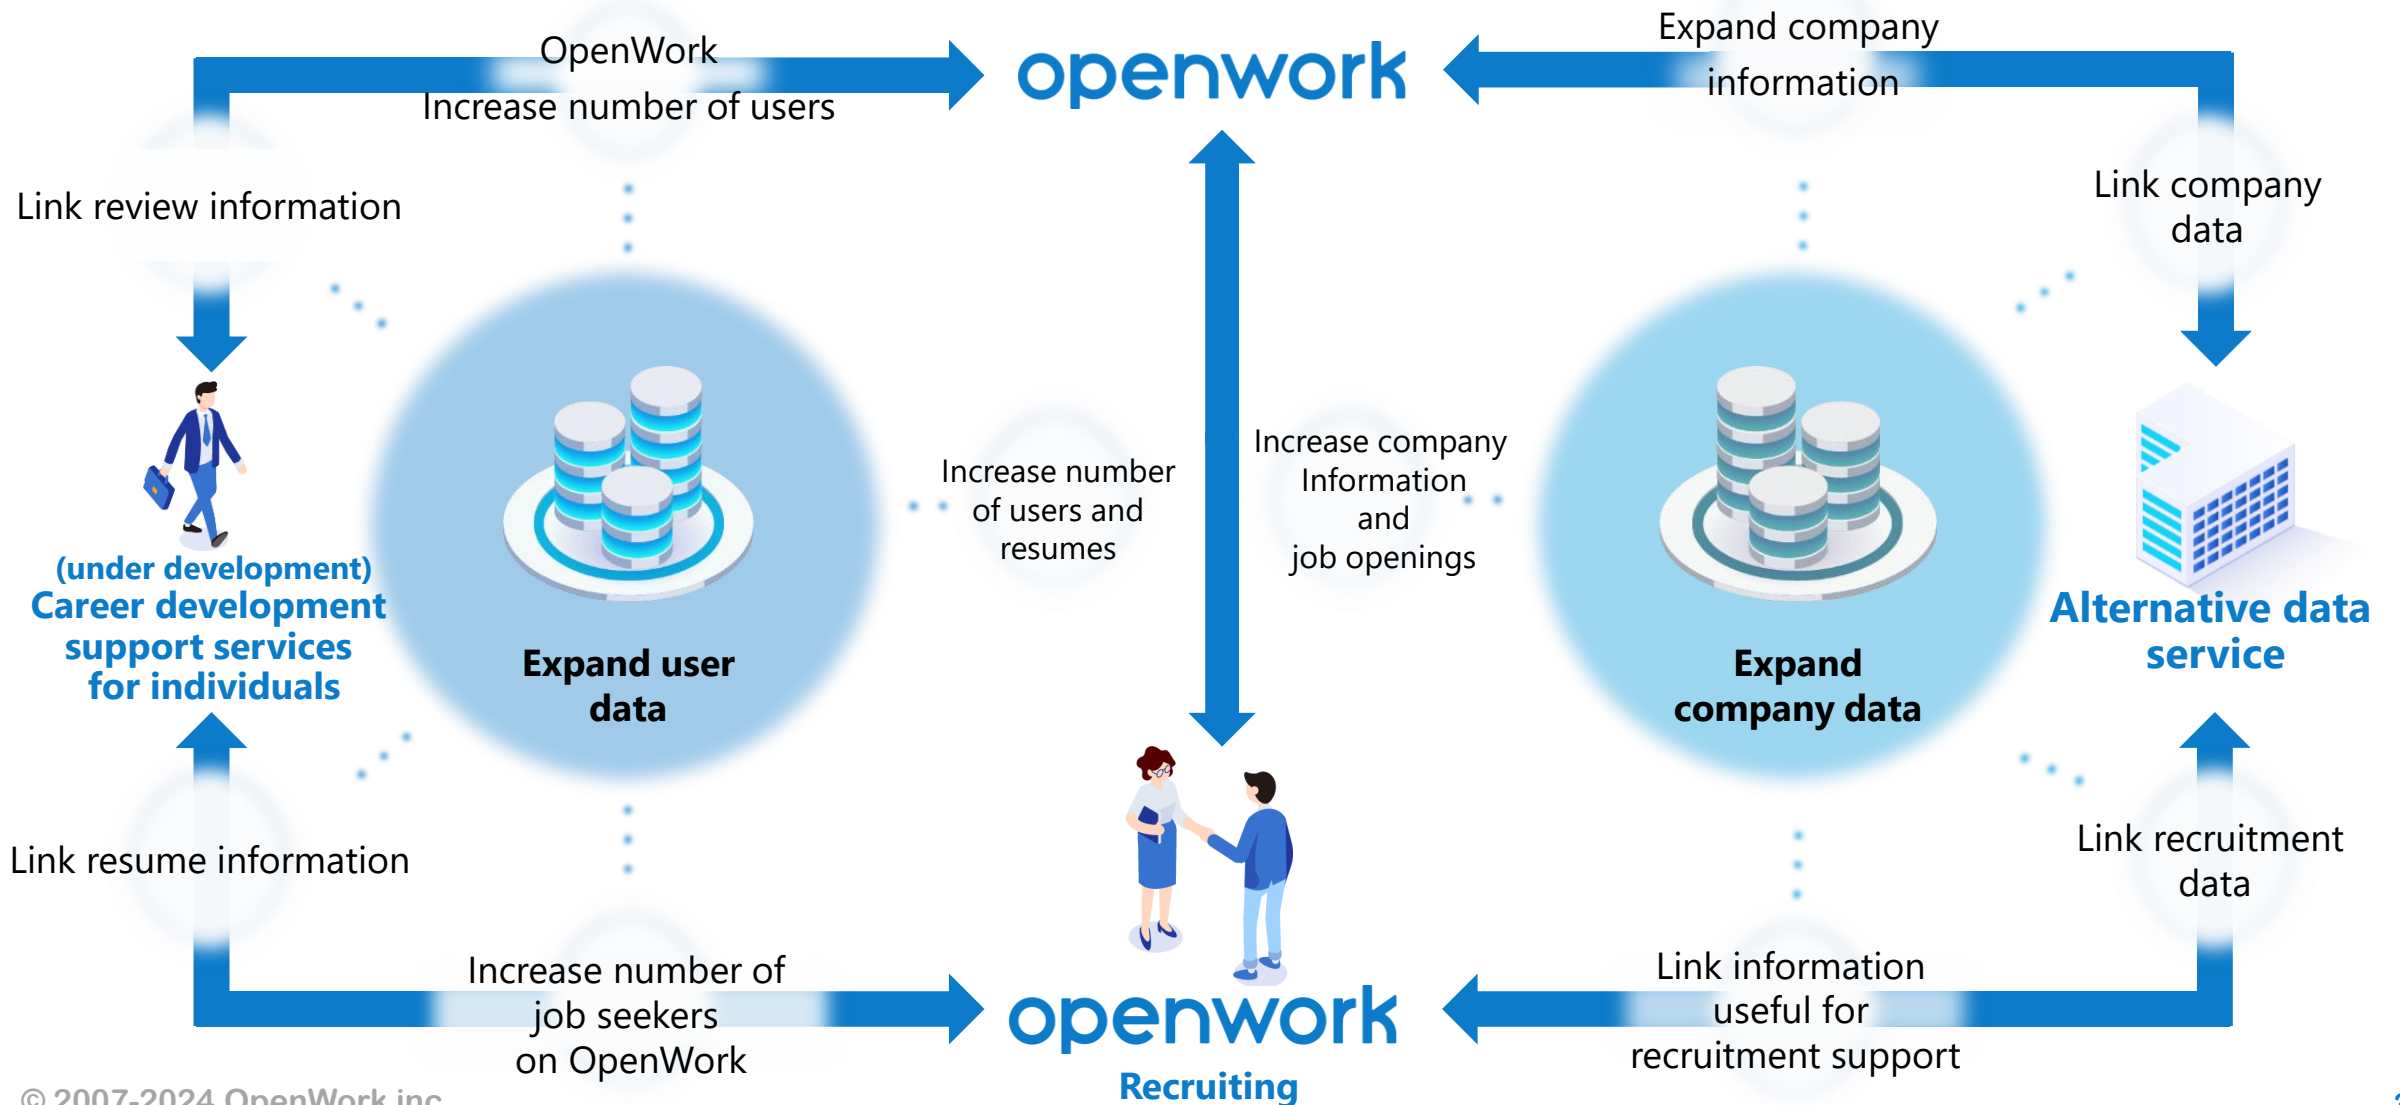 OpenWork
Increase number of users
openwork
Expand company
information
Link review information
Link company
data
Increase number
of users and
resumes
Increase company
Information
and
job openings
(under development)
Career development
support services
for individuals
Expand user
data
Expand
company data
Alternative data
service
Link resume information
Link recruitment
data
Increase number of
job seekers
on OpenWork
openwork
Recruiting
Link information
useful for
recruitment support
© 2007-2024 OpenWork inc